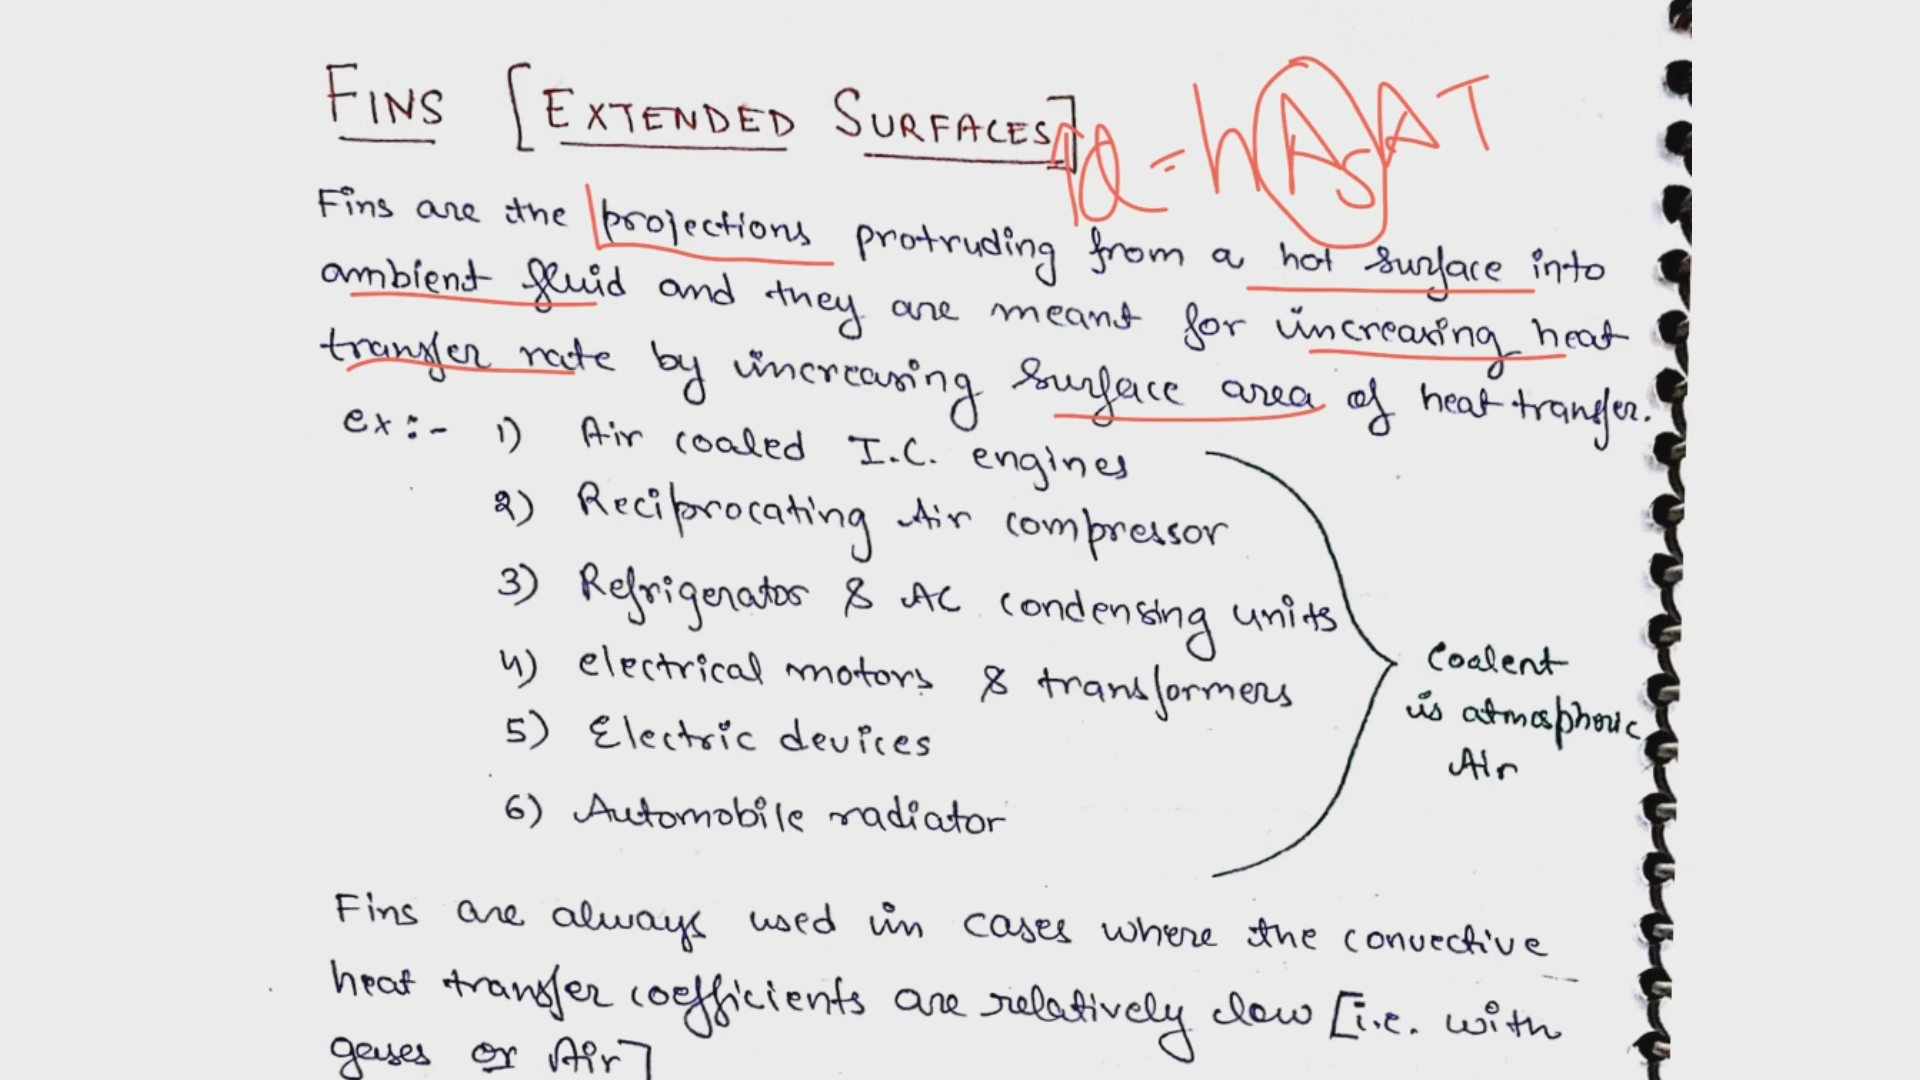 FINS [EXTENDED SURFACES]
↑Q = hAsΔT
Fins are the projections protruding from a hot surface into
ambient fluid and they are meant for increasing heat
transfer rate by increasing surface area of heat transfer.
ex:- 1) Air coaled I.C. engines
2) Reciprocating Air compressor
3) Refrigerator & AC condensing units
4) electrical motors & transformers
5) Electric devices
6) Automobile radiator
Coalent
is atmospheric
Air
Fins are always used in cases where the convective
heat transfer coefficients are relatively low [i.e. with
gases or Air]